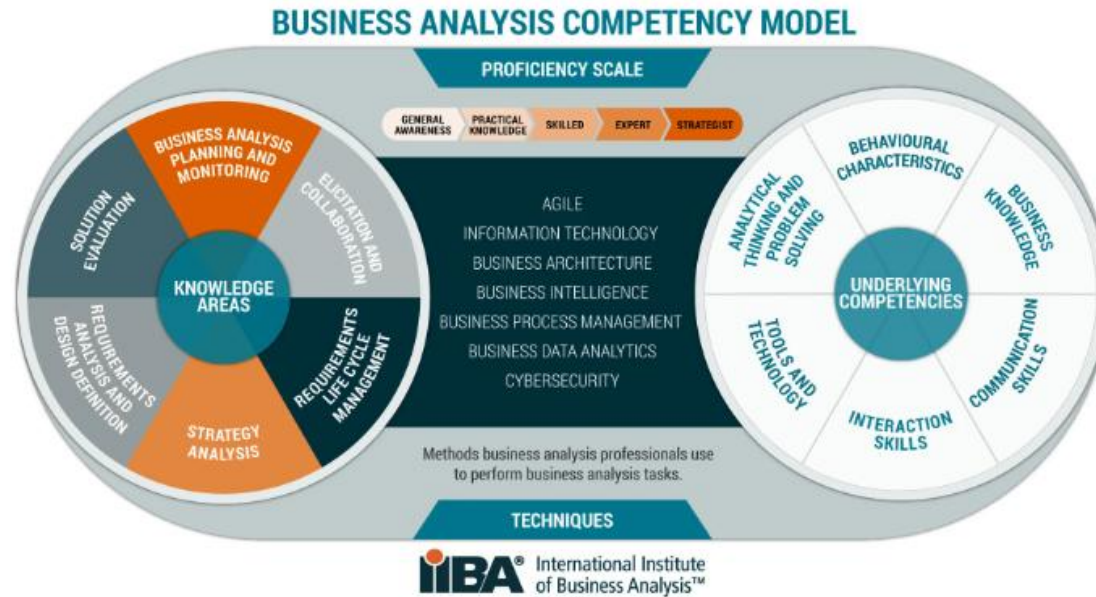 BUSINESS ANALYSIS COMPETENCY MODEL
PROFICIENCY SCALE
GENERAL
AWARENESS
PRACTICAL
KNOWLEDGE
SKILLED
EXPERT
STRATEGIST
BUSINESS ANALYSIS
PLANNING AND
MONITORING
ELICITATION AND
COLLABORATION
REQUIREMENTS
LIFE CYCLE
MANAGEMENT
STRATEGY
ANALYSIS
REQUIREMENTS
ANALYSIS AND
DESIGN DEFINITION
SOLUTION
EVALUATION
KNOWLEDGE
AREAS
AGILE
INFORMATION TECHNOLOGY
BUSINESS ARCHITECTURE
BUSINESS INTELLIGENCE
BUSINESS PROCESS MANAGEMENT
BUSINESS DATA ANALYTICS
CYBERSECURITY
BEHAVIOURAL
CHARACTERISTICS
BUSINESS
KNOWLEDGE
COMMUNICATION
SKILLS
INTERACTION
SKILLS
TOOLS AND
TECHNOLOGY
ANALYTICAL
THINKING AND
PROBLEM
SOLVING
UNDERLYING
COMPETENCIES
Methods business analysis professionals use
to perform business analysis tasks.
TECHNIQUES
IIBA®
International Institute
of Business Analysis™